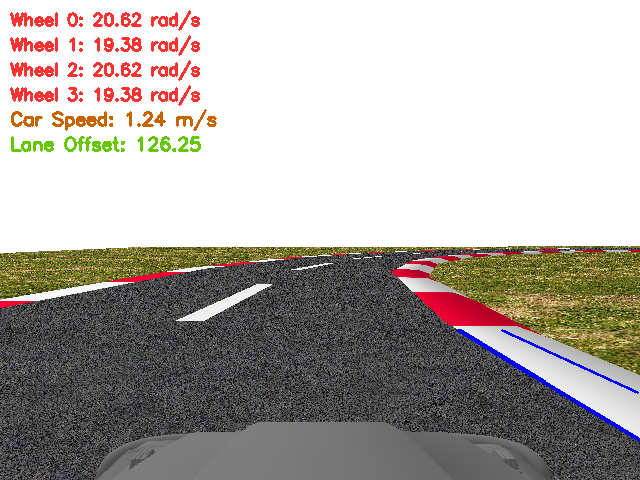 Wheel 0: 20.62 rad/s
Wheel 1: 19.38 rad/s
Wheel 2: 20.62 rad/s
Wheel 3: 19.38 rad/s
Car Speed: 1.24 m/s
Lane Offset: 126.25